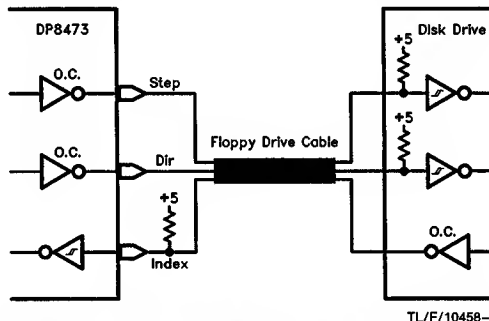 DP8473
Disk Drive
+5
O.C.
Step
Floppy Drive Cable
+5
O.C.
Dir
+5
O.C.
Index
TL/F/10458-